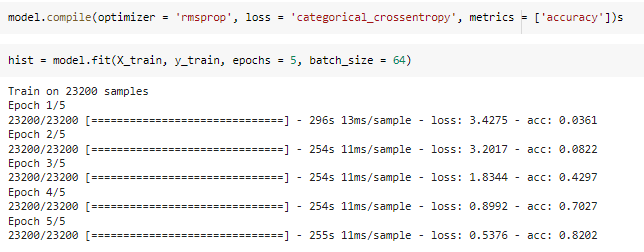 model.compile(optimizer = 'rmsprop', loss = 'categorical_crossentropy', metrics = ['accuracy'])s
hist = model.fit(X_train, y_train, epochs = 5, batch_size = 64)
Train on 23200 samples
Epoch 1/5
23200/23200 [==============================] - 296s 13ms/sample - loss: 3.4275 - acc: 0.0361
Epoch 2/5
23200/23200 [==============================] - 254s 11ms/sample - loss: 3.2017 - acc: 0.0822
Epoch 3/5
23200/23200 [==============================] - 254s 11ms/sample - loss: 1.8344 - acc: 0.4297
Epoch 4/5
23200/23200 [==============================] - 254s 11ms/sample - loss: 0.8992 - acc: 0.7027
Epoch 5/5
23200/23200 [==============================] - 255s 11ms/sample - loss: 0.5376 - acc: 0.8202